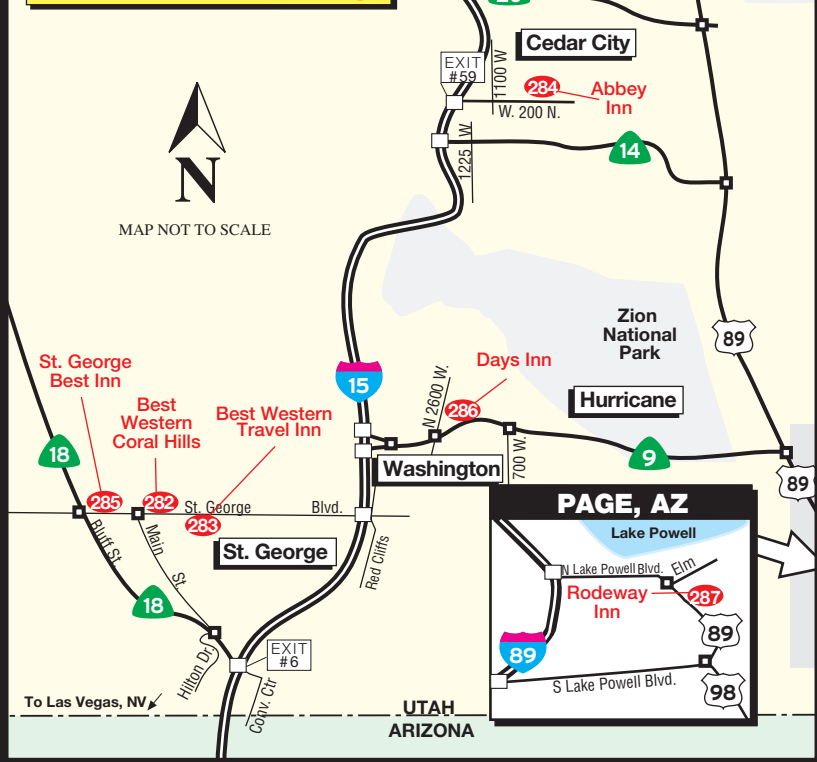 Cedar City
EXIT
#59
1100 W
284
Abbey
Inn
W. 200 N.
1225 W
14
N
MAP NOT TO SCALE
Zion
National
Park
89
St. George
Best Inn
Best
Western
Coral Hills
Best Western
Travel Inn
15
Days Inn
N 2600 W.
286
Hurricane
18
Washington
700 W.
9
89
285
282
St. George Blvd.
283
Bluff St.
Main St.
St. George
Red Cliffs
18
Hilton Dr.
EXIT
#6
Conv. Ctr
To Las Vegas, NV
UTAH
ARIZONA
PAGE, AZ
Lake Powell
N Lake Powell Blvd.
Elm
Rodeway
Inn
287
89
89
S Lake Powell Blvd.
98